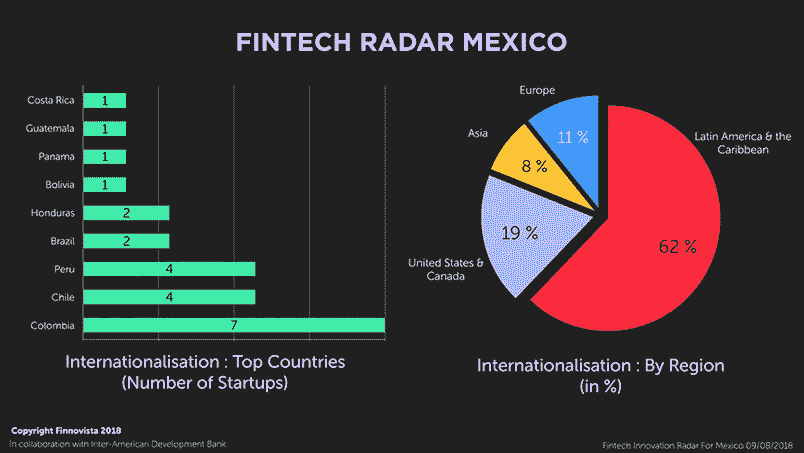 FINTECH RADAR MEXICO
Costa Rica 1
Guatemala 1
Panama 1
Bolivia 1
Honduras 2
Brazil 2
Peru 4
Chile 4
Colombia 7
Internationalisation : Top Countries
(Number of Startups)
Europe
11 %
Asia
8 %
Latin America & the
Caribbean
62 %
19 %
United States &
Canada
Internationalisation : By Region
(in %)
Copyright Finnovista 2018
In collaboration with Inter-American Development Bank.
Fintech Innovation Radar For Mexico 09/08/2018